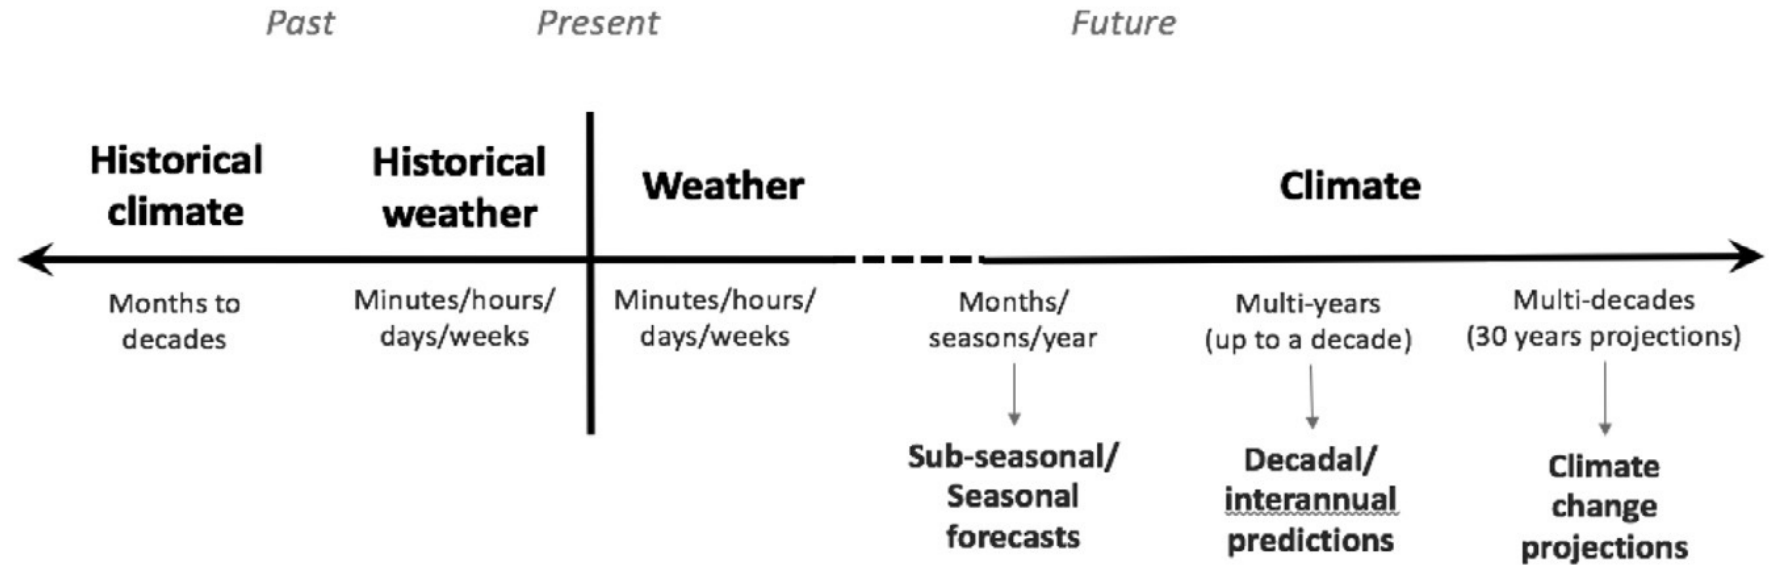 Past Present Future
Historical
climate
Historical
weather
Weather
Climate
Months to
decades
Minutes/hours/
days/weeks
Minutes/hours/
days/weeks
Months/
seasons/year
Multi-years
(up to a decade)
Multi-decades
(30 years projections)
Sub-seasonal/
Seasonal
forecasts
Decadal/
interannual
predictions
Climate
change
projections